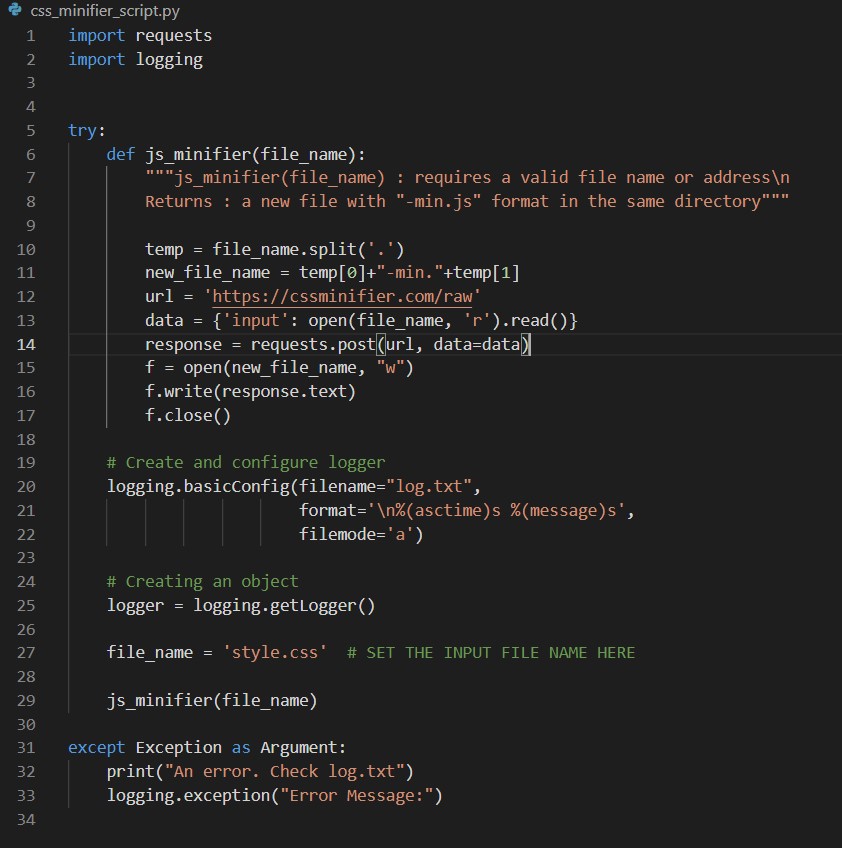 css_minifier_script.py
1 import requests
2 import logging
3
4
5 try:
6     def js_minifier(file_name):
7         """js_minifier(file_name) : requires a valid file name or address\n
8         Returns : a new file with "-min.js" format in the same directory"""
9
10         temp = file_name.split('.')
11         new_file_name = temp[0]+"-min."+temp[1]
12         url = 'https://cssminifier.com/raw'
13         data = {'input': open(file_name, 'r').read()}
14         response = requests.post(url, data=data)
15         f = open(new_file_name, "w")
16         f.write(response.text)
17         f.close()
18
19     # Create and configure logger
20     logging.basicConfig(filename="log.txt",
21                         format='\n%(asctime)s %(message)s',
22                         filemode='a')
23
24     # Creating an object
25     logger = logging.getLogger()
26
27     file_name = 'style.css'  # SET THE INPUT FILE NAME HERE
28
29     js_minifier(file_name)
30
31 except Exception as Argument:
32     print("An error. Check log.txt")
33     logging.exception("Error Message:")
34